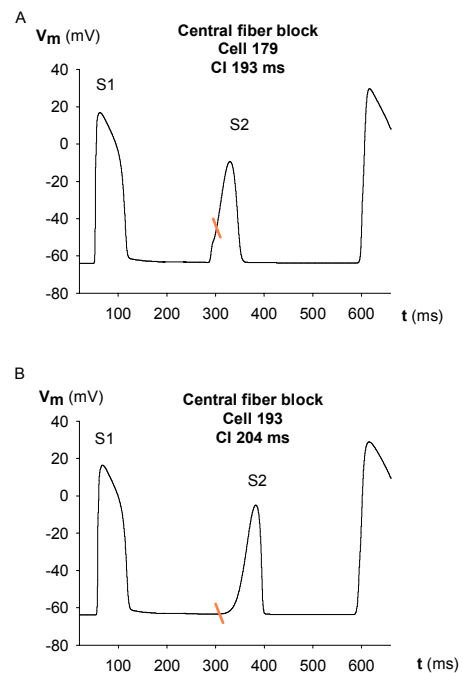 A
Vm (mV)
Central fiber block
Cell 179
CI 193 ms
40
S1
20
S2
0
-20
-40
-60
-80
100 200 300 400 500 600
t (ms)
B
Vm (mV)
Central fiber block
Cell 193
CI 204 ms
40
S1
20
S2
0
-20
-40
-60
-80
100 200 300 400 500 600
t (ms)